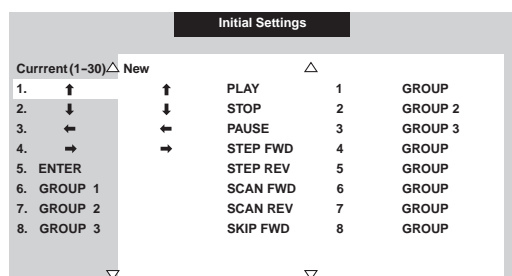 Initial Settings
Currrent (1-30) △ New △
1. ⬆ ⬆ PLAY 1 GROUP
2. ⬇ ⬇ STOP 2 GROUP 2
3. ⬅ ⬅ PAUSE 3 GROUP 3
4. ➡ ➡ STEP FWD 4 GROUP
5. ENTER STEP REV 5 GROUP
6. GROUP 1 SCAN FWD 6 GROUP
7. GROUP 2 SCAN REV 7 GROUP
8. GROUP 3 SKIP FWD 8 GROUP